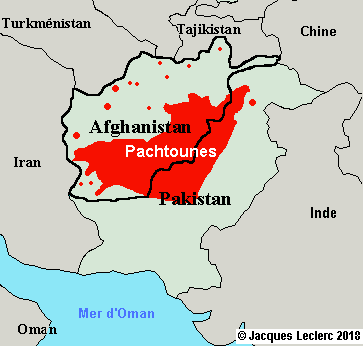 Turkménistan
Tajikistan
Chine
Afghanistan
Pachtounes
Iran
Pakistan
Inde
Mer d'Oman
Oman
© Jacques Leclerc 2018